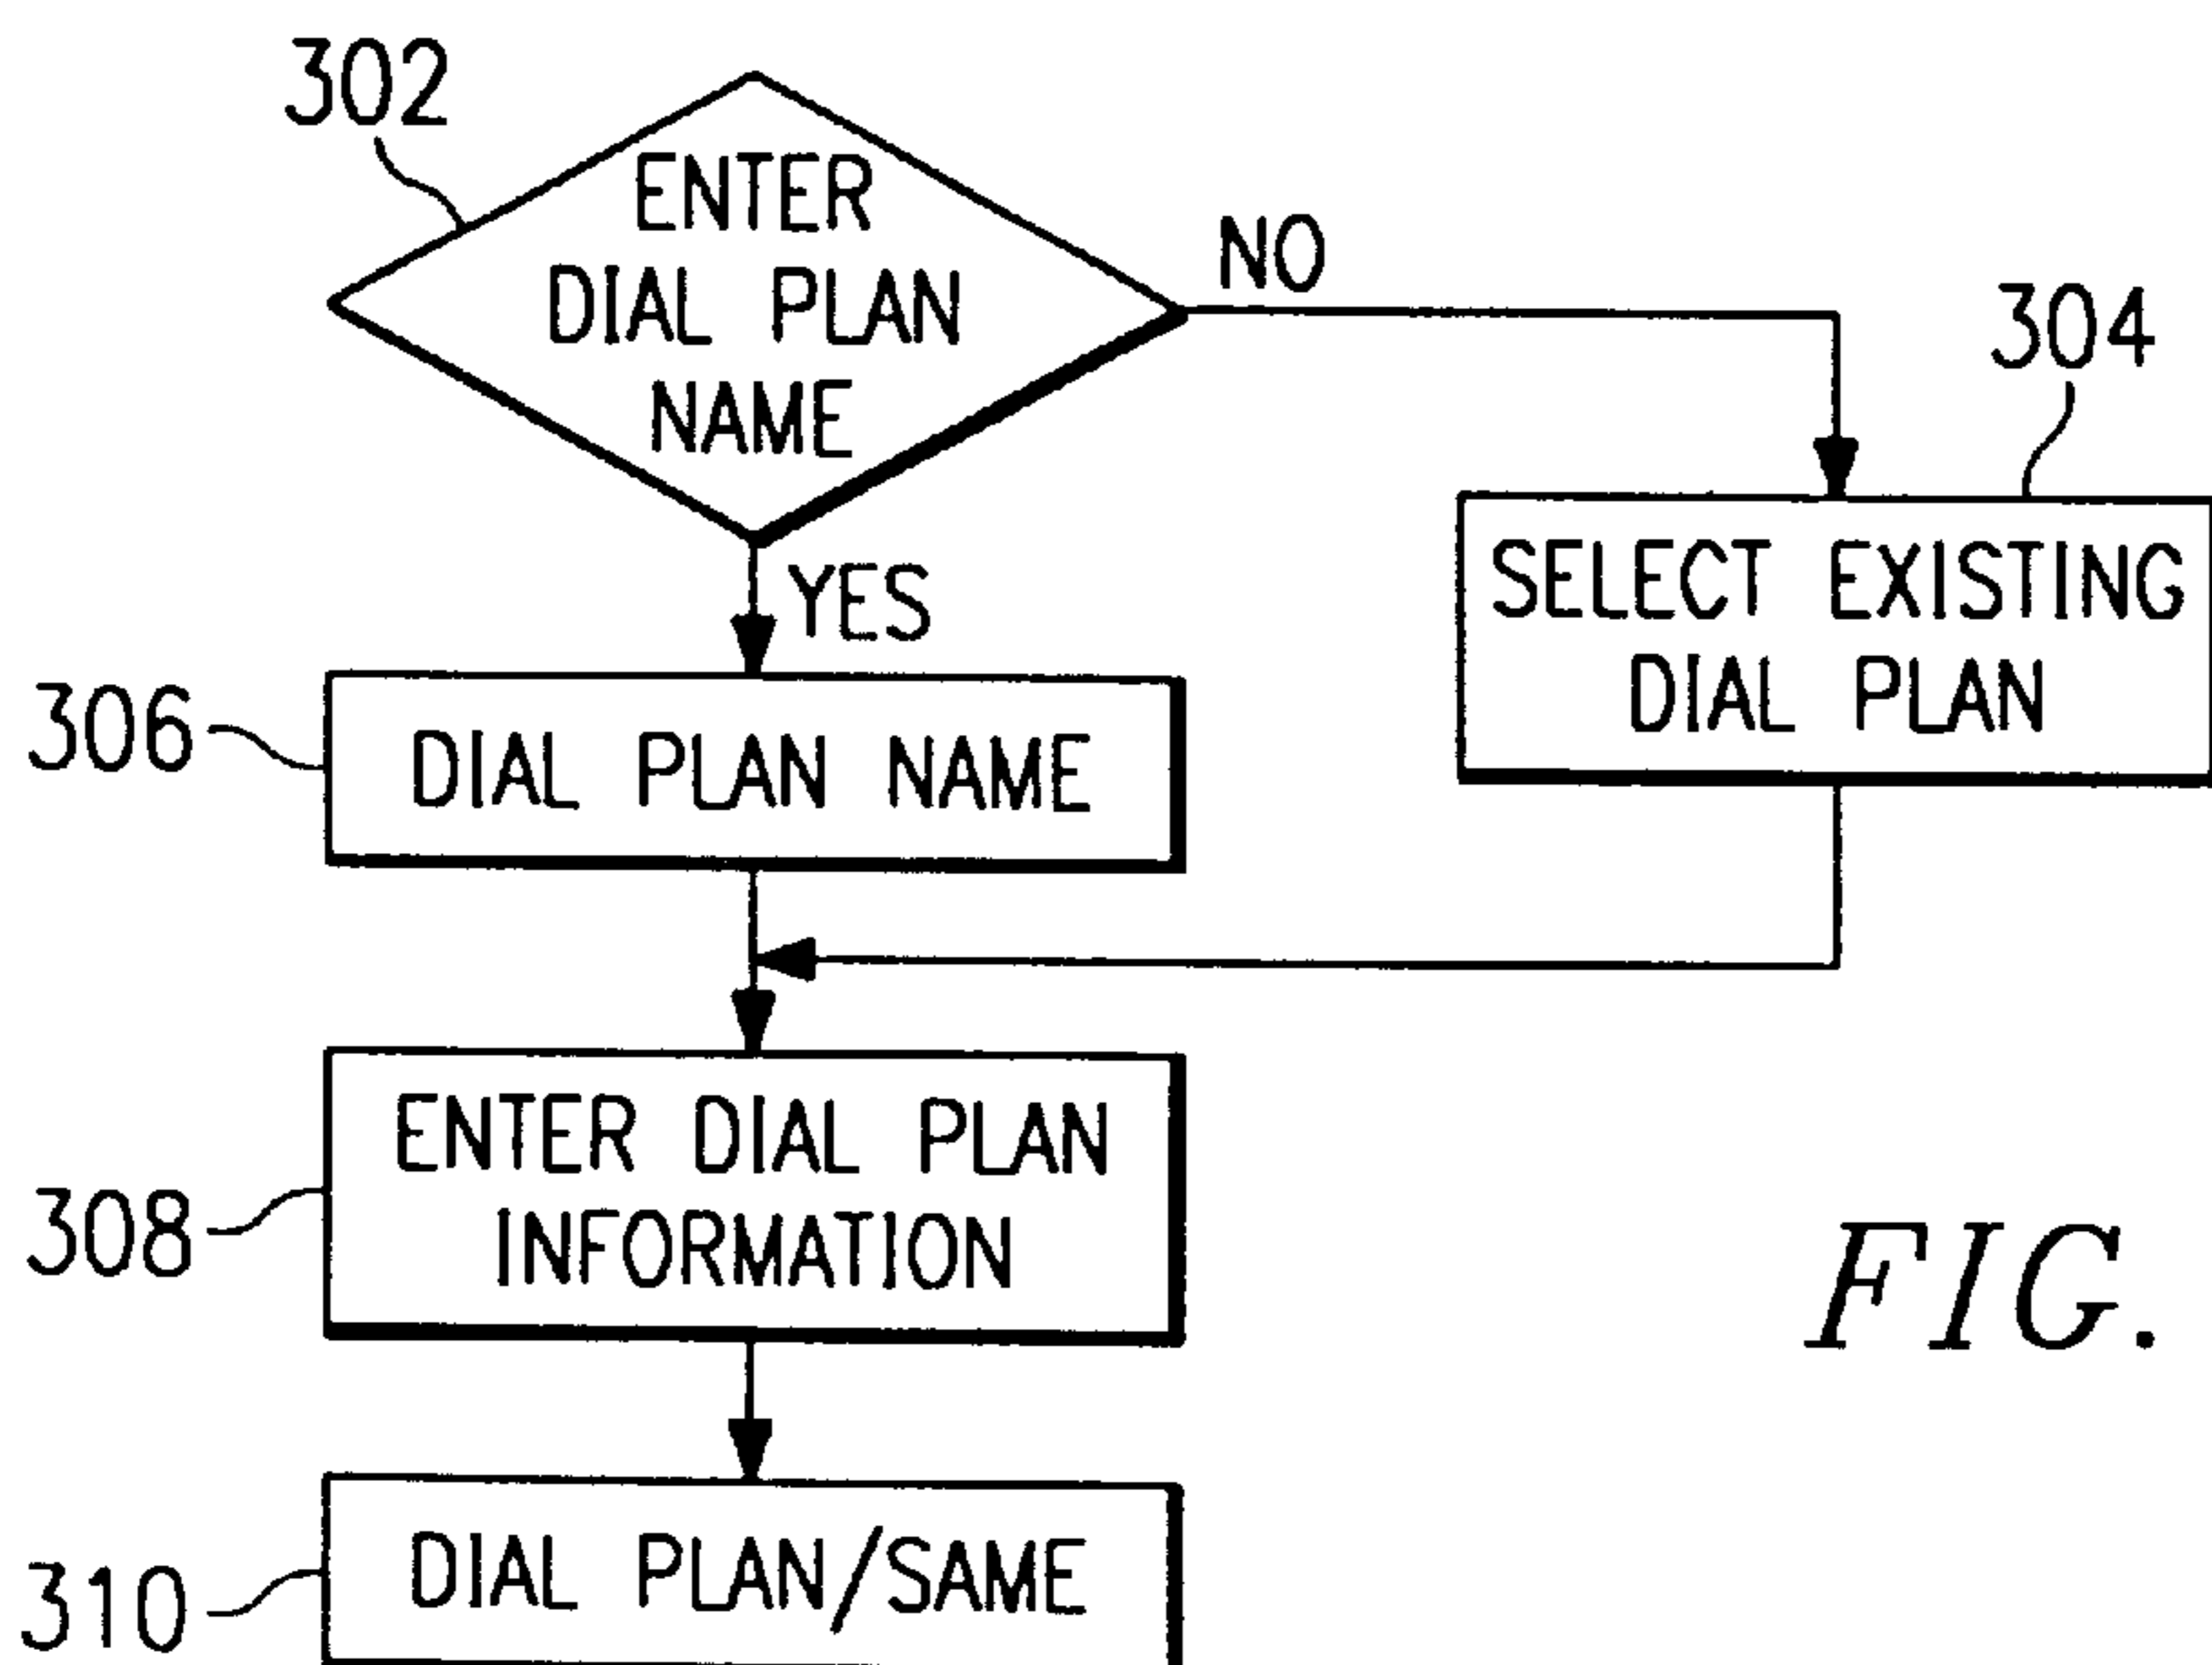 302
ENTER
DIAL PLAN
NAME
NO
304
SELECT EXISTING
DIAL PLAN
YES
306
DIAL PLAN NAME
308
ENTER DIAL PLAN
INFORMATION
FIG.
310
DIAL PLAN/SAME